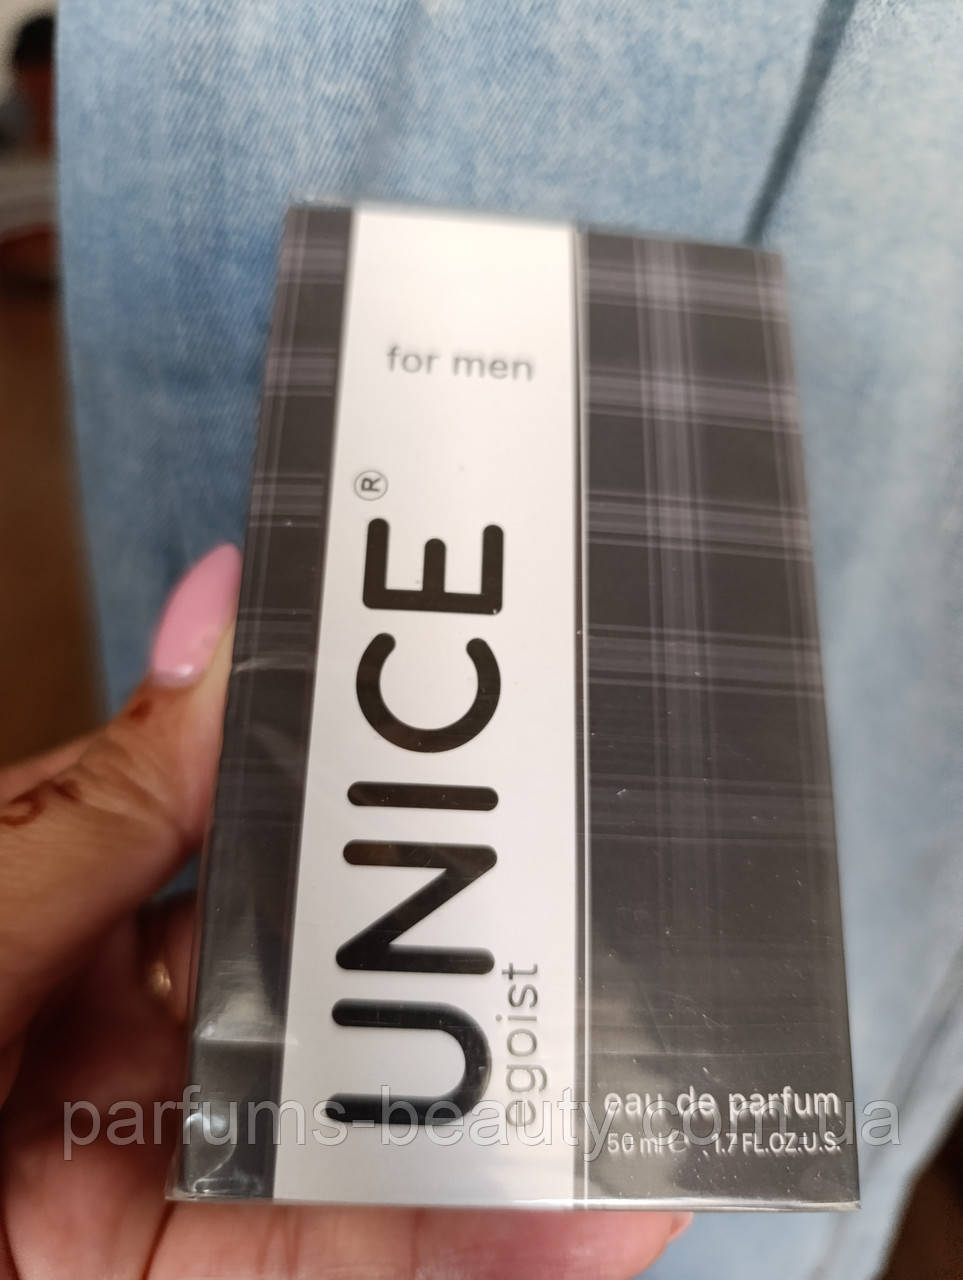 for men
UNICE®
egoist
eau de parfum
50 ml ℮ 1.7 FL.OZ.U.S.
parfums-beauty.com.ua